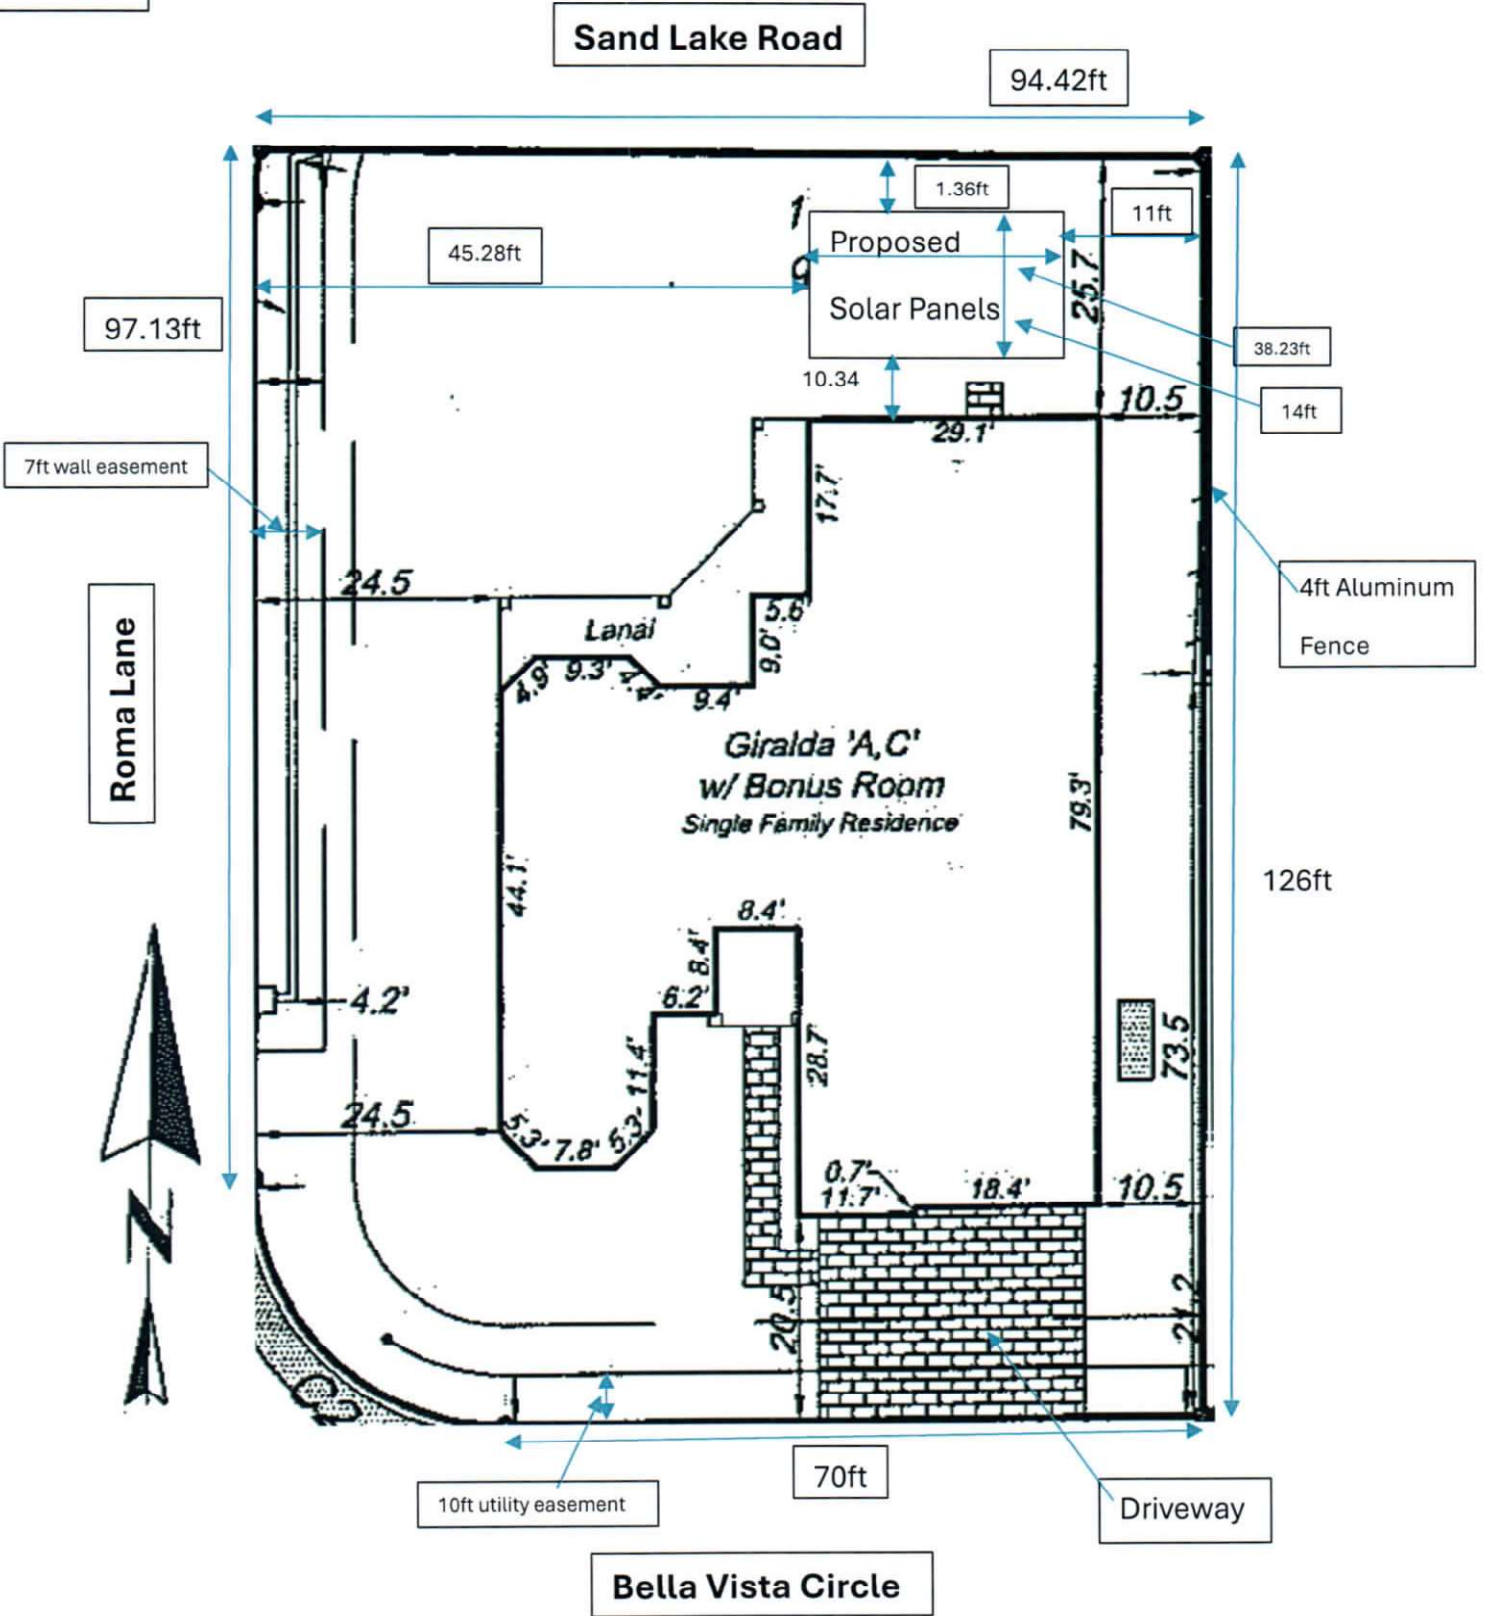 Sand Lake Road
94.42ft
1.36ft
11ft
1
9
Proposed
45.28ft
25.7
Solar Panels
97.13ft
38.23ft
10.34
10.5
14ft
29.1'
7ft wall easement
17.7'
24.5
4ft Aluminum
Fence
5.6
Lanai
9.0'
4.9'
9.3'
9.4'
Roma Lane
Giralda 'A,C'
w/ Bonus Room
Single Family Residence
79.3'
44.1'
126ft
8.4'
8.4'
6.2'
4.2'
28.7'
73.5
11.4'
24.5
5.3'
7.8'
5.3'
0.7'
11.7'
18.4'
10.5
N
20.5
21.2
70ft
10ft utility easement
Driveway
Bella Vista Circle